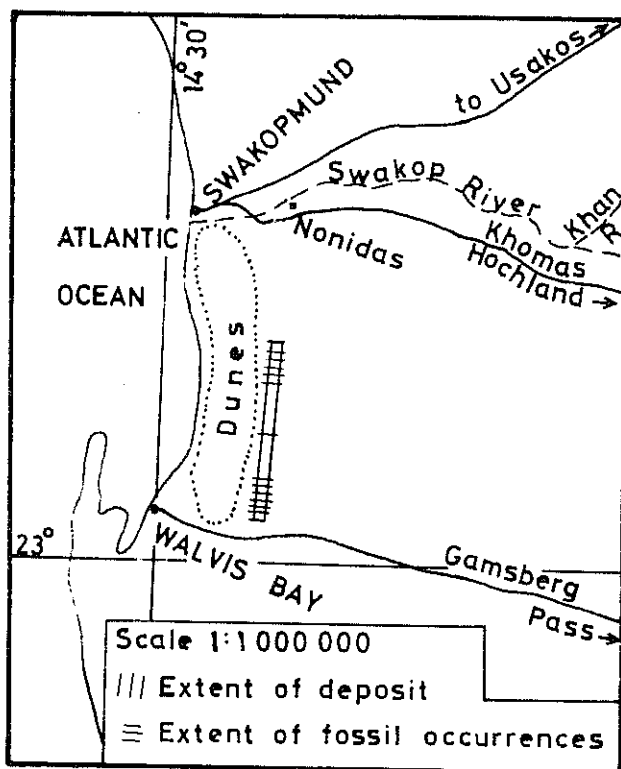 14° 30'
to Usakos
SWAKOPMUND
Swakop River
Khan
R
Nonidas
Khomas
Hochland
ATLANTIC
OCEAN
Dunes
23°
WALVIS BAY
Gamsberg
Pass
Scale 1:1 000 000
Extent of deposit
Extent of fossil occurrences